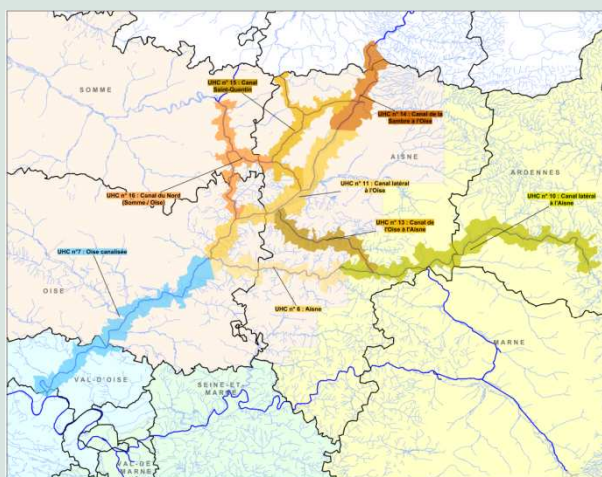 UHC n° 15 : Canal
Saint-Quentin
SOMME
UHC n° 14 : Canal de la
Sambre à l'Oise
AISNE
ARDENNES
UHC n° 11 : Canal latéral
à l'Oise
UHC n° 16 : Canal du Nord
(Somme / Oise)
UHC n° 10 : Canal latéral
à l'Aisne
UHC n° 13 : Canal de
l'Oise à l'Aisne
UHC n°7 : Oise canalisée
OISE
UHC n° 8 : Aisne
MARNE
VAL-D'OISE
SEINE-ET-
MARNE
VAL-DE-
MARNE